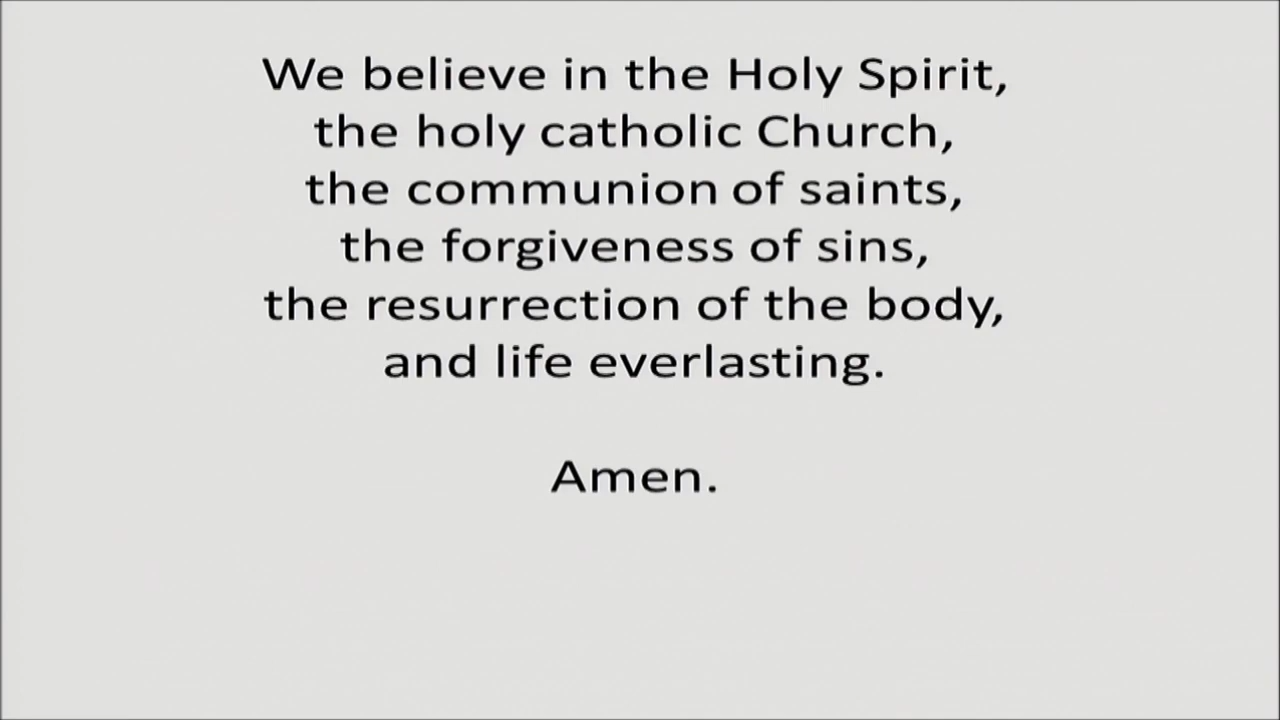 We believe in the Holy Spirit,
the holy catholic Church,
the communion of saints,
the forgiveness of sins,
the resurrection of the body,
and life everlasting.
Amen.